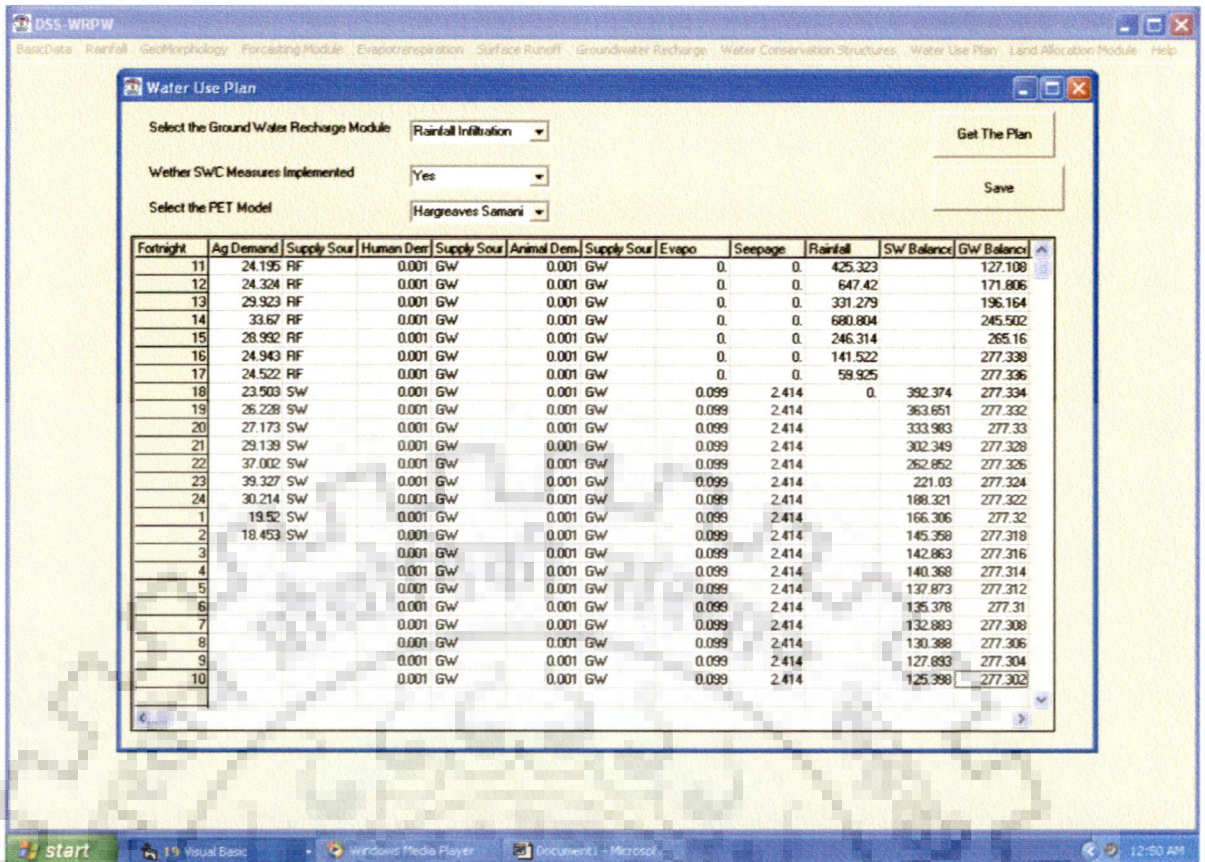 DSS-WRPW
BasicData Rainfall GeoMorphology Forcasting Module Evapotranspiration Surface Runoff Groundwater Recharge Water Conservation Structures Water Use Plan Land Allocation Module Help
Water Use Plan
Select the Ground Water Recharge Module Rainfall Infiltration Get The Plan
Wether SWC Measures Implemented Yes
Save
Select the PET Model Hargreaves Samani
Fortnight Ag Demand Supply Sour Human Dem Supply Sour Animal Dem Supply Sour Evapo Seepage Rainfall SW Balance GW Balance
11 24.195 RF 0.001 GW 0.001 GW 0. 0. 425.323 127.108
12 24.324 RF 0.001 GW 0.001 GW 0. 0. 647.42 171.806
13 29.923 RF 0.001 GW 0.001 GW 0. 0. 331.279 196.164
14 33.67 RF 0.001 GW 0.001 GW 0. 0. 680.804 245.502
15 28.992 RF 0.001 GW 0.001 GW 0. 0. 246.314 265.16
16 24.943 RF 0.001 GW 0.001 GW 0. 0. 141.522 277.338
17 24.522 RF 0.001 GW 0.001 GW 0. 0. 59.925 277.336
18 23.503 SW 0.001 GW 0.001 GW 0.099 2.414 0. 392.374 277.334
19 26.228 SW 0.001 GW 0.001 GW 0.099 2.414 363.651 277.332
20 27.173 SW 0.001 GW 0.001 GW 0.099 2.414 333.983 277.33
21 29.139 SW 0.001 GW 0.001 GW 0.099 2.414 302.349 277.328
22 37.002 SW 0.001 GW 0.001 GW 0.099 2.414 262.852 277.326
23 39.327 SW 0.001 GW 0.001 GW 0.099 2.414 221.03 277.324
24 30.214 SW 0.001 GW 0.001 GW 0.099 2.414 188.321 277.322
1 19.52 SW 0.001 GW 0.001 GW 0.099 2.414 166.306 277.32
2 18.453 SW 0.001 GW 0.001 GW 0.099 2.414 145.358 277.318
3 0.001 GW 0.001 GW 0.099 2.414 142.863 277.316
4 0.001 GW 0.001 GW 0.099 2.414 140.368 277.314
5 0.001 GW 0.001 GW 0.099 2.414 137.873 277.312
6 0.001 GW 0.001 GW 0.099 2.414 135.378 277.31
7 0.001 GW 0.001 GW 0.099 2.414 132.883 277.308
8 0.001 GW 0.001 GW 0.099 2.414 130.388 277.306
9 0.001 GW 0.001 GW 0.099 2.414 127.893 277.304
10 0.001 GW 0.001 GW 0.099 2.414 125.398 277.302
start 19 Visual Basic Windows Media Player Document1 - Microsof... 12:50 AM